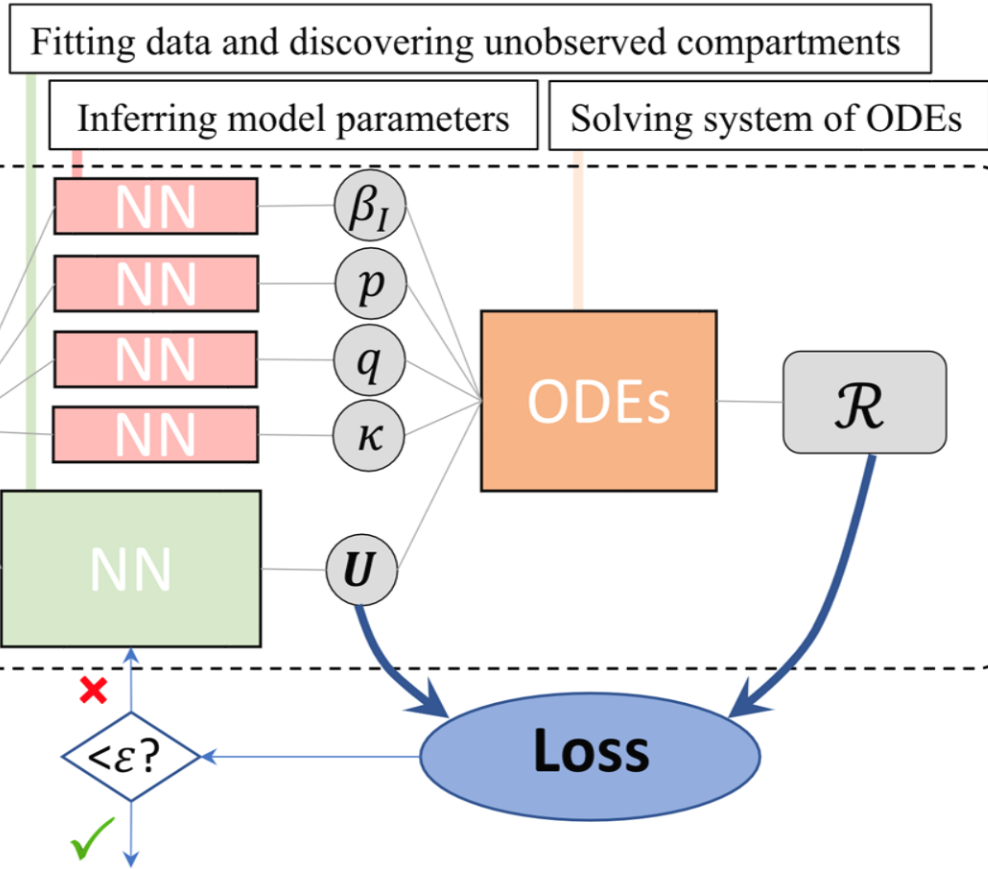 Fitting data and discovering unobserved compartments
Inferring model parameters
Solving system of ODEs
NN
β_I
NN
p
NN
q
NN
κ
ODEs
ℛ
NN
U
<ε?
Loss